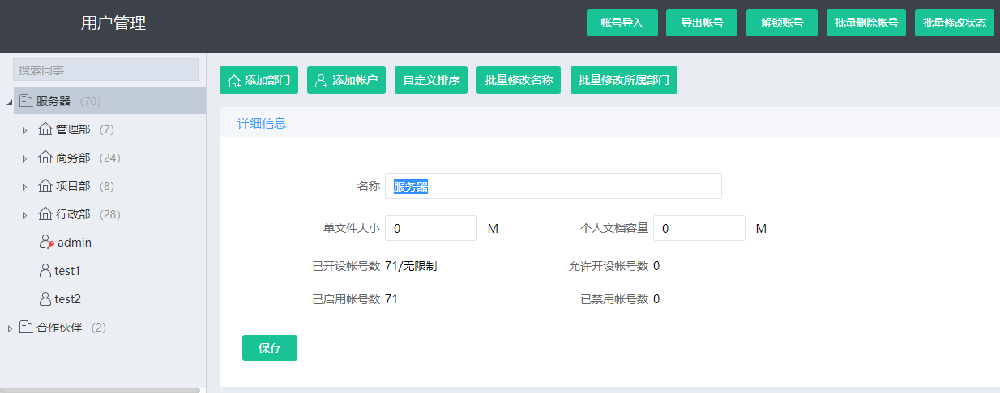 用户管理
帐号导入
导出帐号
解锁账号
批量删除帐号
批量修改状态
搜索同事
服务器 (70)
管理部 (7)
商务部 (24)
项目部 (8)
行政部 (28)
admin
test1
test2
合作伙伴 (2)
添加部门
添加帐户
自定义排序
批量修改名称
批量修改所属部门
详细信息
名称 服务器
单文件大小 0 M 个人文档容量 0 M
已开设帐号数 71/无限制 允许开设帐号数 0
已启用帐号数 71 已禁用帐号数 0
保存